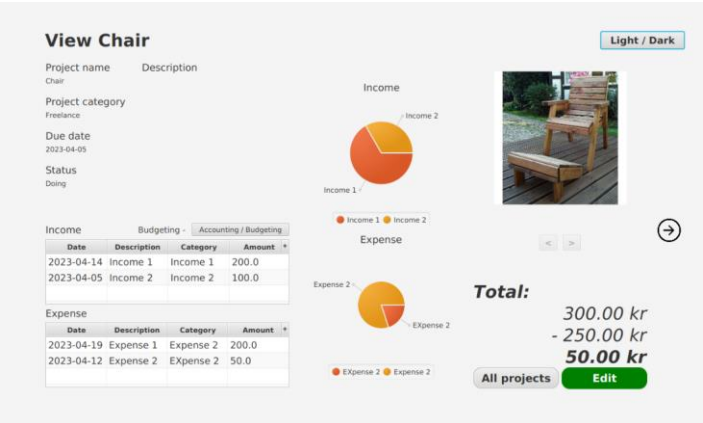 View Chair
Light / Dark
Project name Description
Chair
Project category
Freelance
Due date
2023-04-05
Status
Doing
Income
Income 2
Income 1
Income 1 Income 2
Income Budgeting - Accounting / Budgeting
Date Description Category Amount +
2023-04-14 Income 1 Income 1 200.0
2023-04-05 Income 2 Income 2 100.0
Expense
Date Description Category Amount +
2023-04-19 Expense 1 Expense 2 200.0
2023-04-12 Expense 2 EXpense 2 50.0
Expense
Expense 2
EXpense 2
EXpense 2 Expense 2
< >
Total:
300.00 kr
- 250.00 kr
50.00 kr
All projects Edit